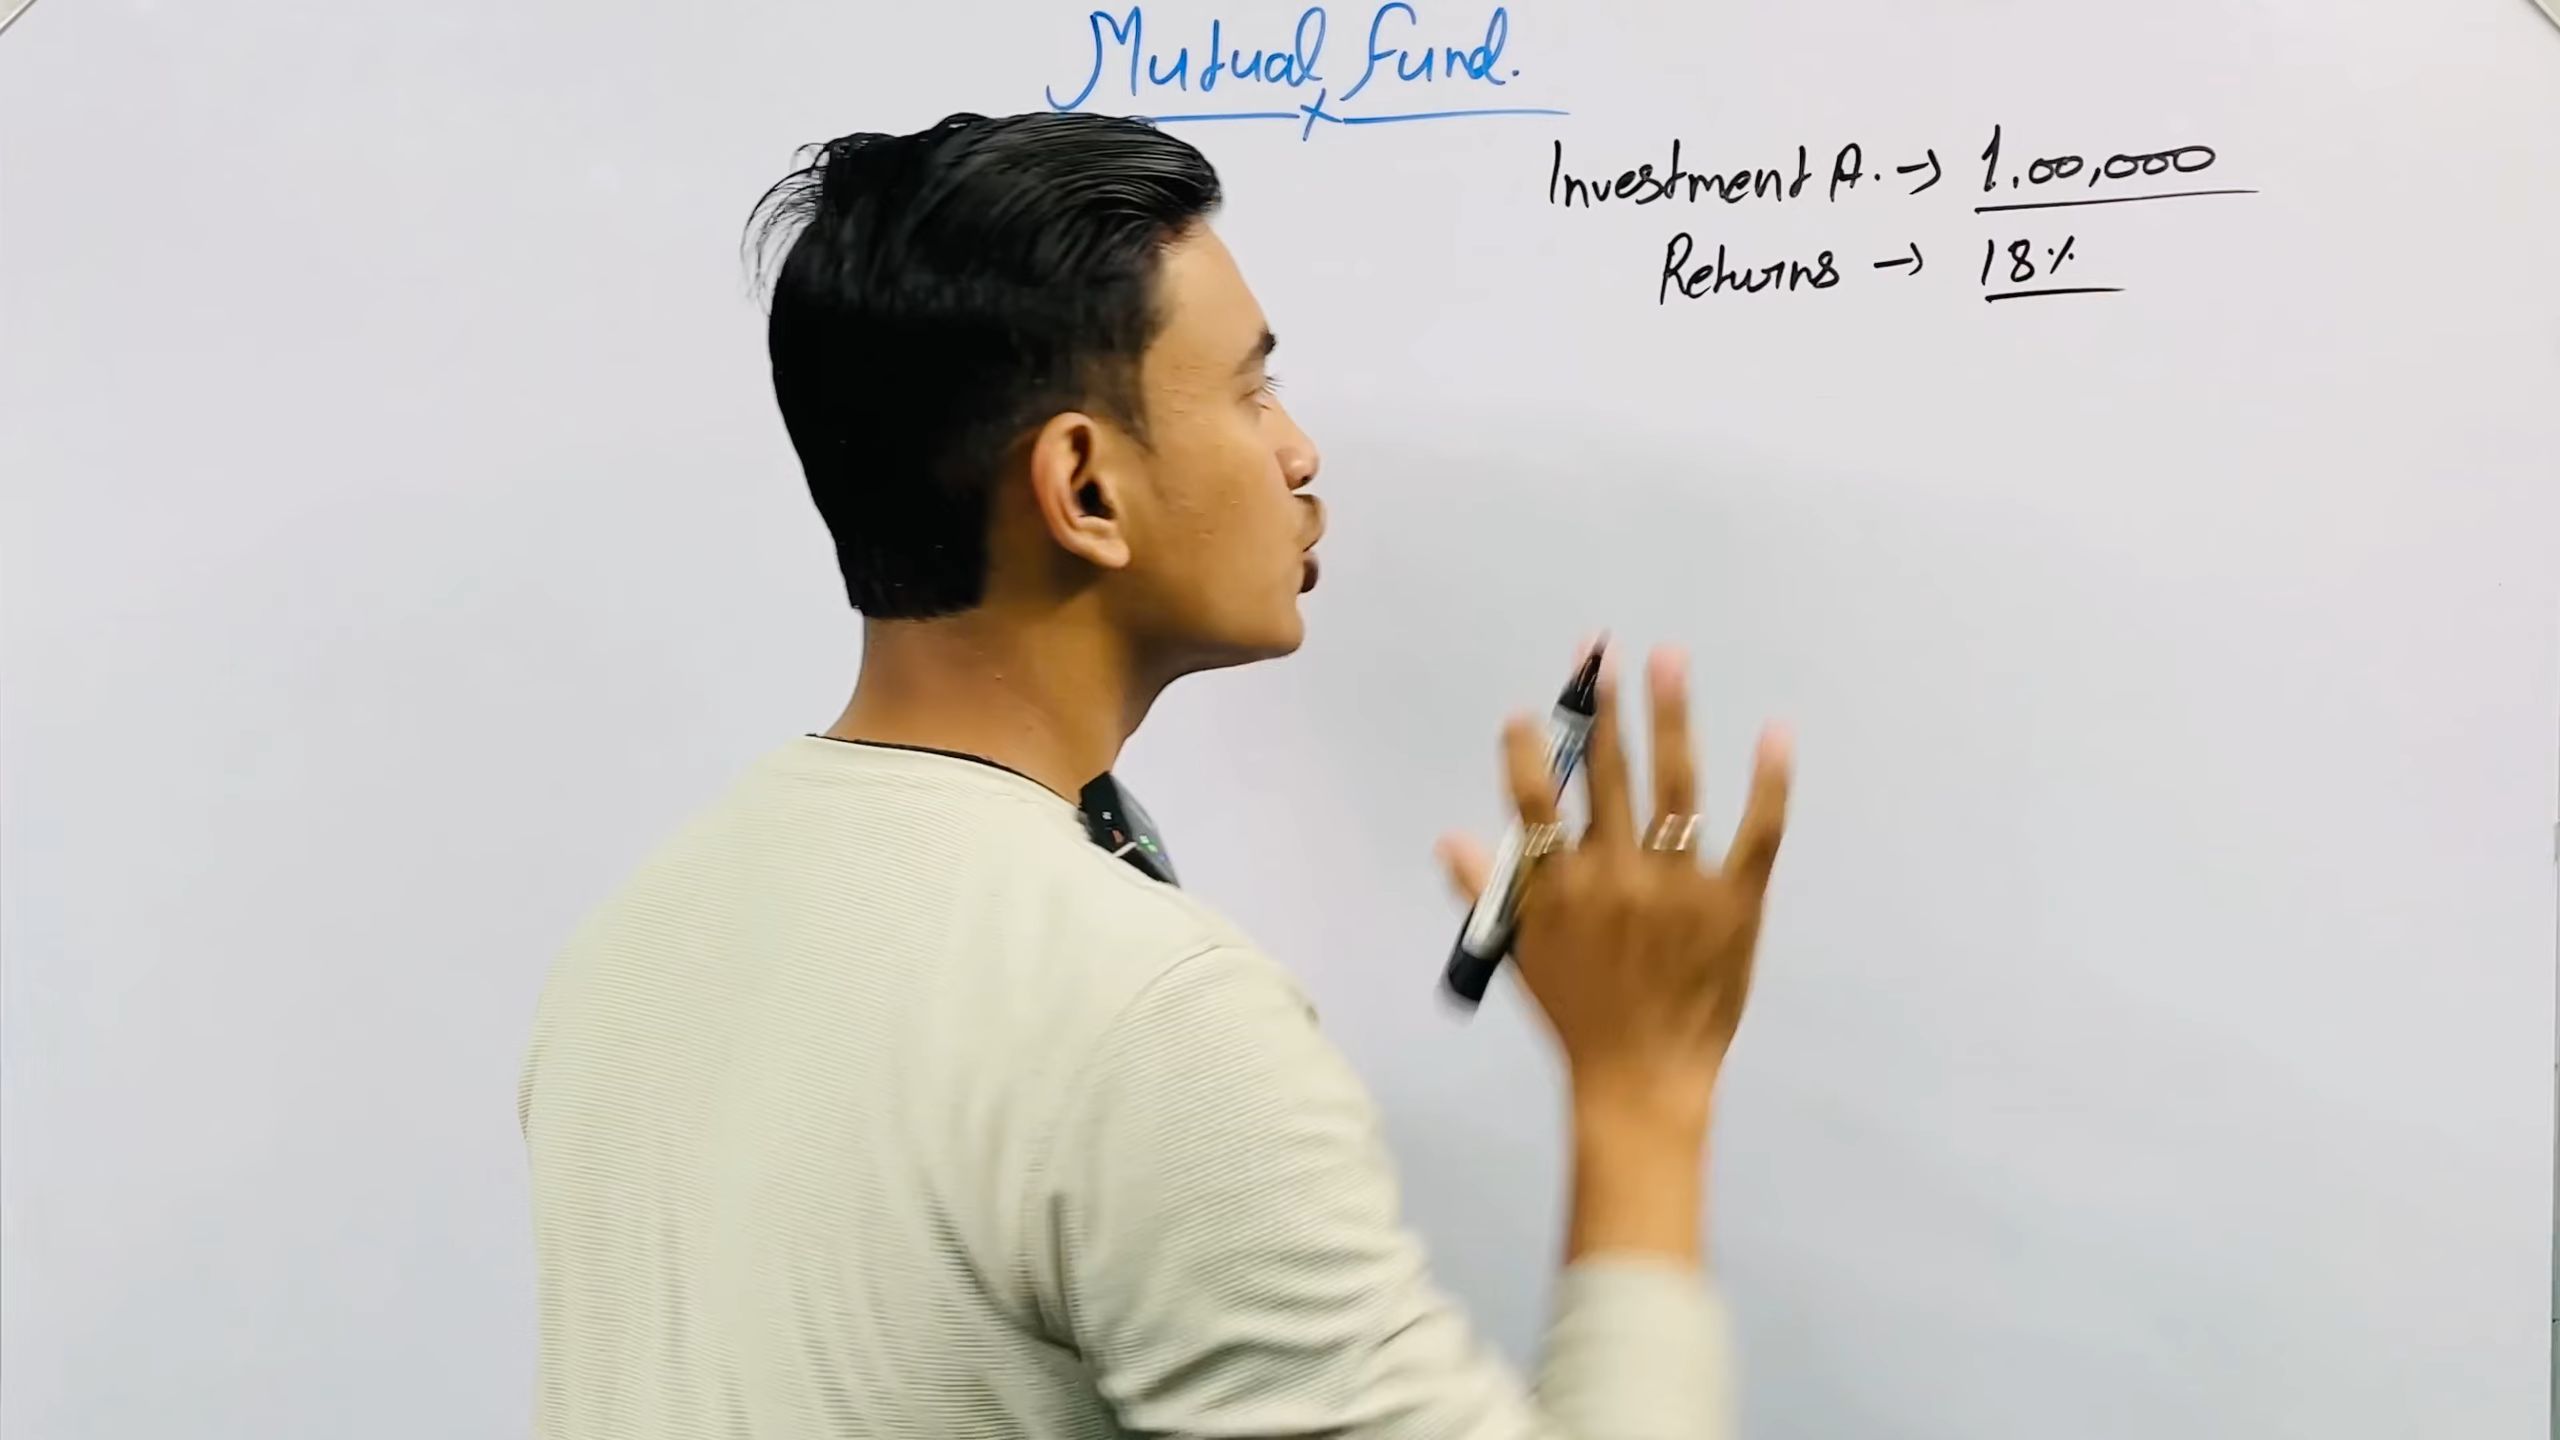 Mutual Fund.
Investment A. → 1,00,000
Returns → 18%